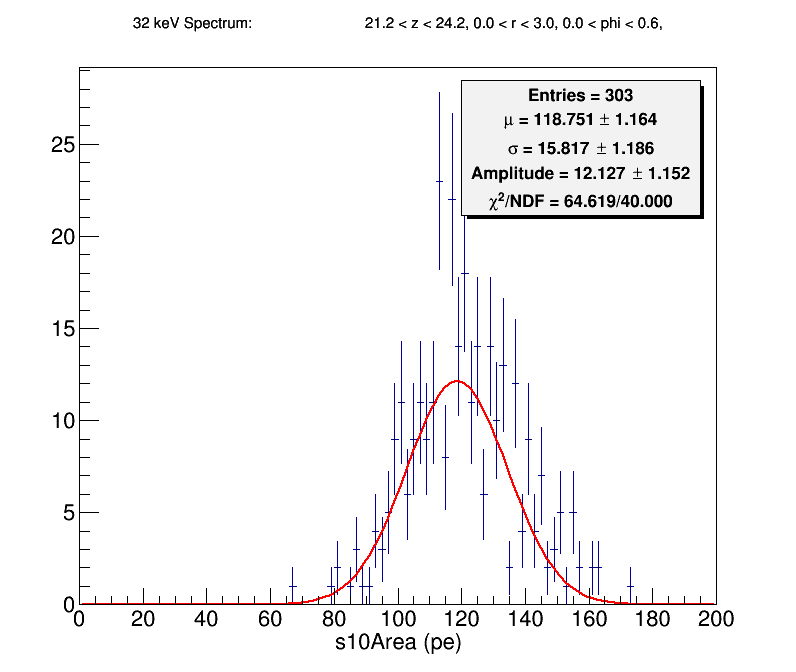 32 keV Spectrum: 21.2 < z < 24.2, 0.0 < r < 3.0, 0.0 < phi < 0.6,
Entries = 303
μ = 118.751 ± 1.164
σ = 15.817 ± 1.186
Amplitude = 12.127 ± 1.152
χ²/NDF = 64.619/40.000
25
20
15
10
5
0
0 20 40 60 80 100 120 140 160 180 200
s10Area (pe)